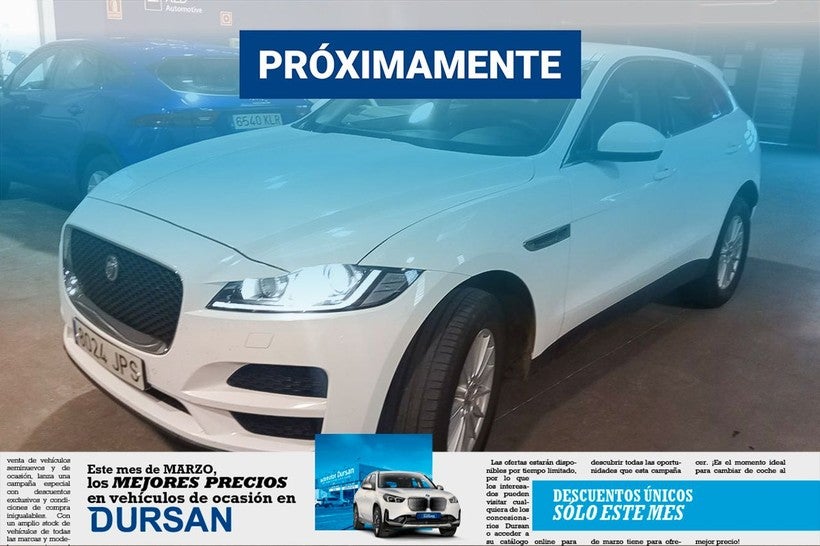 RED
Automotive
6540 KLR
PRÓXIMAMENTE
8024 JPS
venta de vehículos
seminuevos y de
ocasión, lanza una
campaña especial
con descuentos
exclusivos y condi-
ciones de compra
inigualables. Con
un amplio stock de
vehículos de todas
las marcas y mode-
Este mes de MARZO,
los MEJORES PRECIOS
en vehículos de ocasión en
DURSAN
Dursan
Las ofertas estarán dispo-
nibles por tiempo limitado,
por lo que
los interesa-
dos pueden
visitar cual-
quiera de los
concesiona-
rios Dursan
o acceder a
su catálogo online para
descubrir todas las oportu-
nidades que esta campaña
de marzo tiene para ofre-
cer. ¡Es el momento ideal
para cambiar de coche al
mejor precio!
DESCUENTOS ÚNICOS
SÓLO ESTE MES